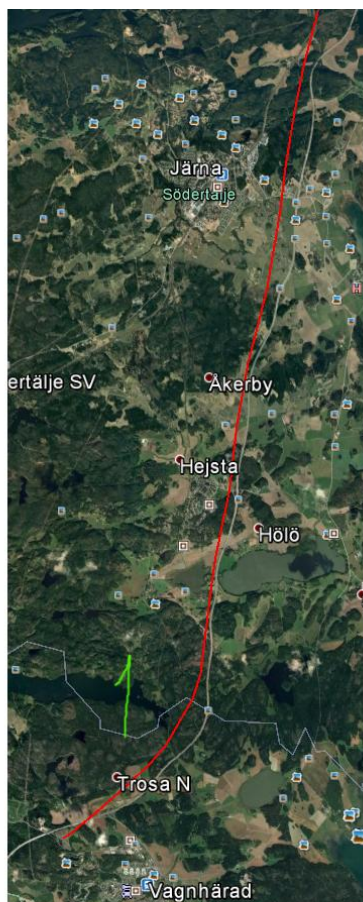 Järna
Södertälje
ertälje SV
Åkerby
Hejsta
Hölö
Trosa N
Vagnhärad